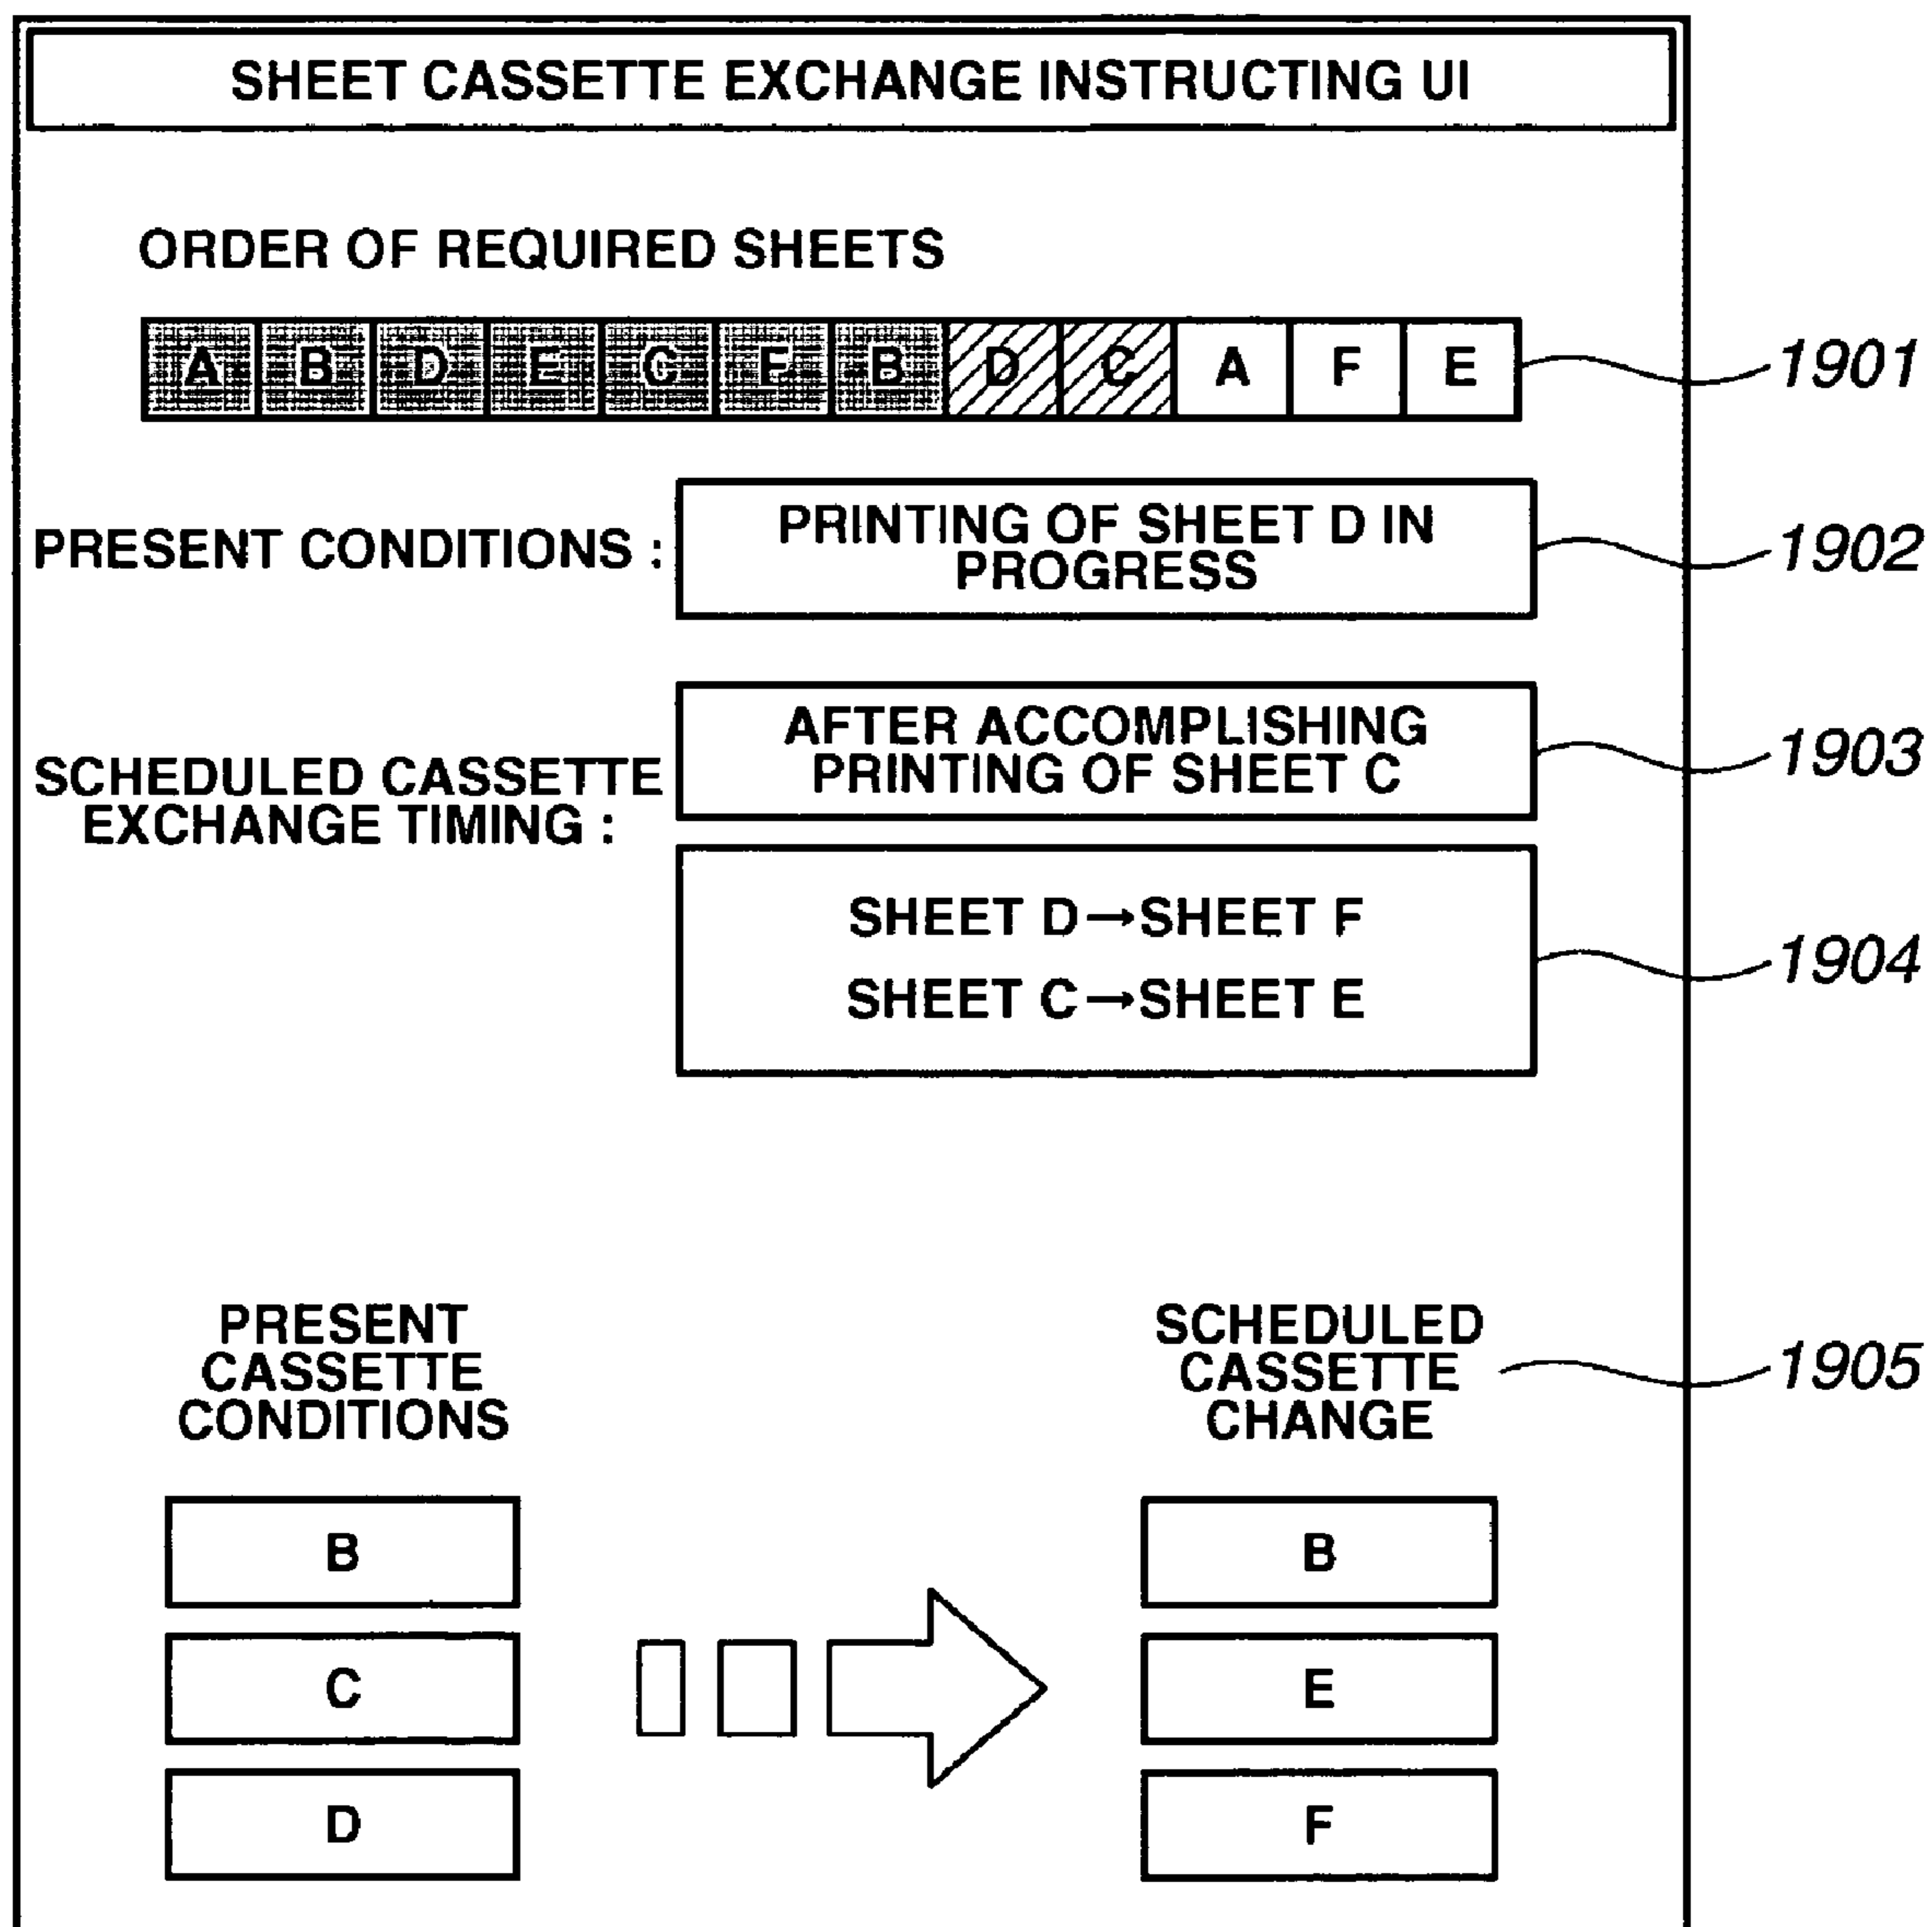 SHEET CASSETTE EXCHANGE INSTRUCTING UI
ORDER OF REQUIRED SHEETS
A B D E C F B D C A F E
1901
PRESENT CONDITIONS :
PRINTING OF SHEET D IN
PROGRESS
1902
SCHEDULED CASSETTE
EXCHANGE TIMING :
AFTER ACCOMPLISHING
PRINTING OF SHEET C
1903
SHEET D→SHEET F
SHEET C→SHEET E
1904
PRESENT
CASSETTE
CONDITIONS
SCHEDULED
CASSETTE
CHANGE
1905
B
C
D
B
E
F